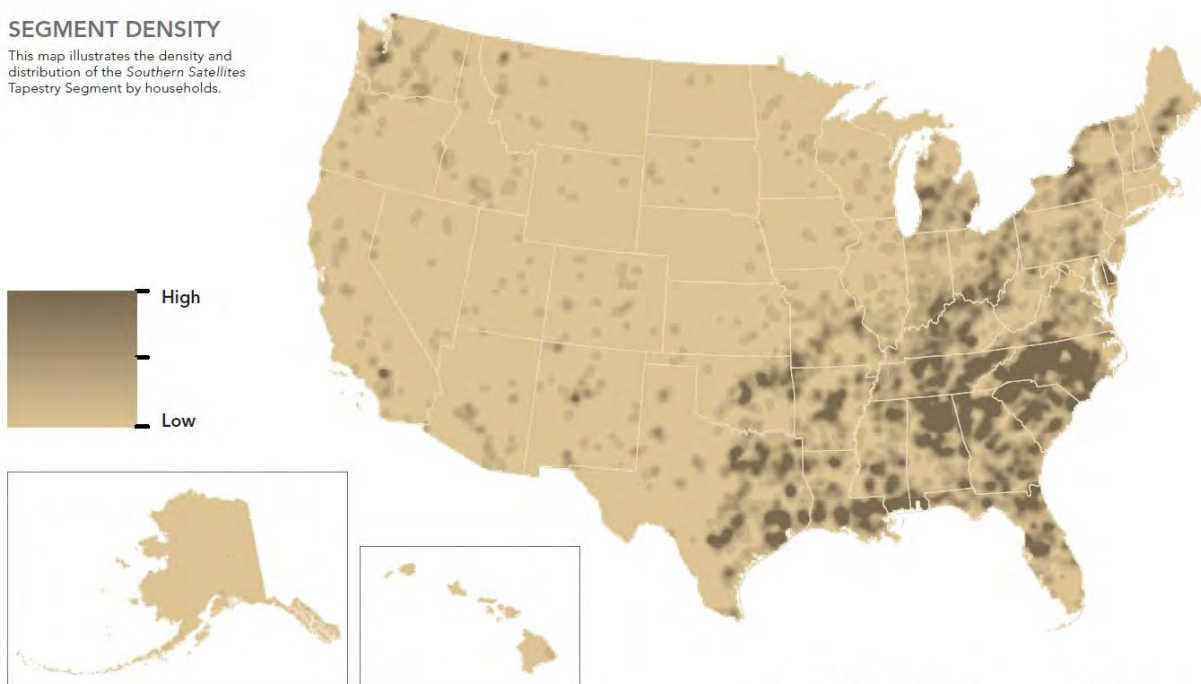 SEGMENT DENSITY
This map illustrates the density and
distribution of the Southern Satellites
Tapestry Segment by households.
High
Low